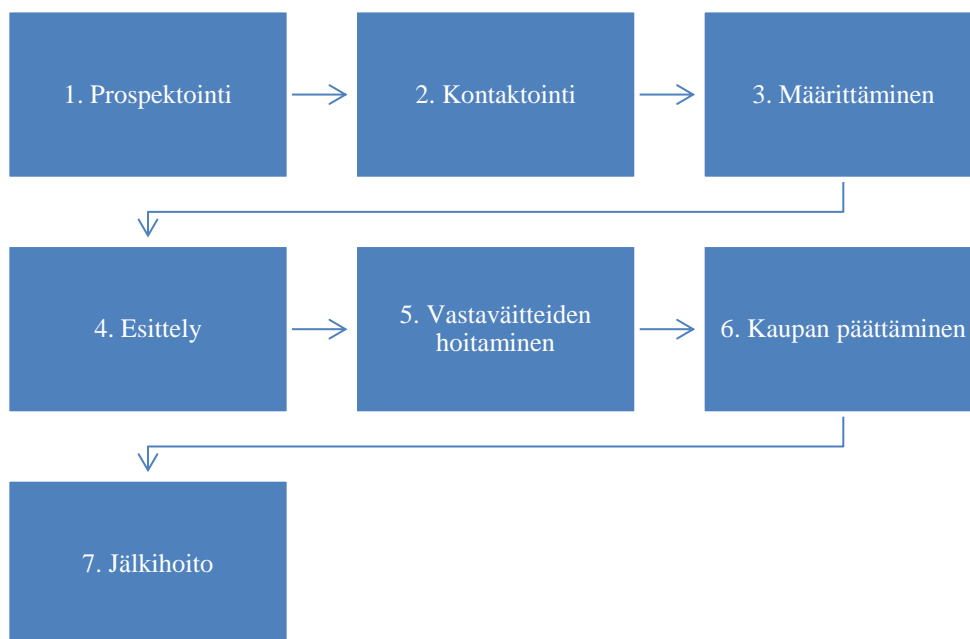 1. Prospektointi
2. Kontaktointi
3. Määrittäminen
4. Esittely
5. Vastaväitteiden
hoitaminen
6. Kaupan päättäminen
7. Jälkihoito